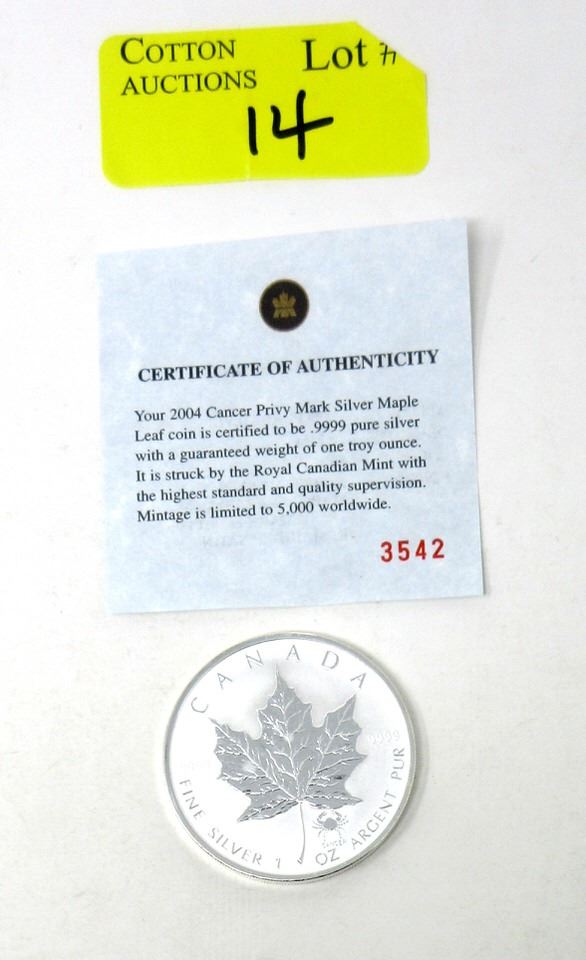 COTTON
AUCTIONS
Lot #
14
CERTIFICATE OF AUTHENTICITY
Your 2004 Cancer Privy Mark Silver Maple
Leaf coin is certified to be .9999 pure silver
with a guaranteed weight of one troy ounce.
It is struck by the Royal Canadian Mint with
the highest standard and quality supervision.
Mintage is limited to 5,000 worldwide.
3542
CANADA
9999
9999
CANCER
FINE SILVER 1 OZ ARGENT PUR